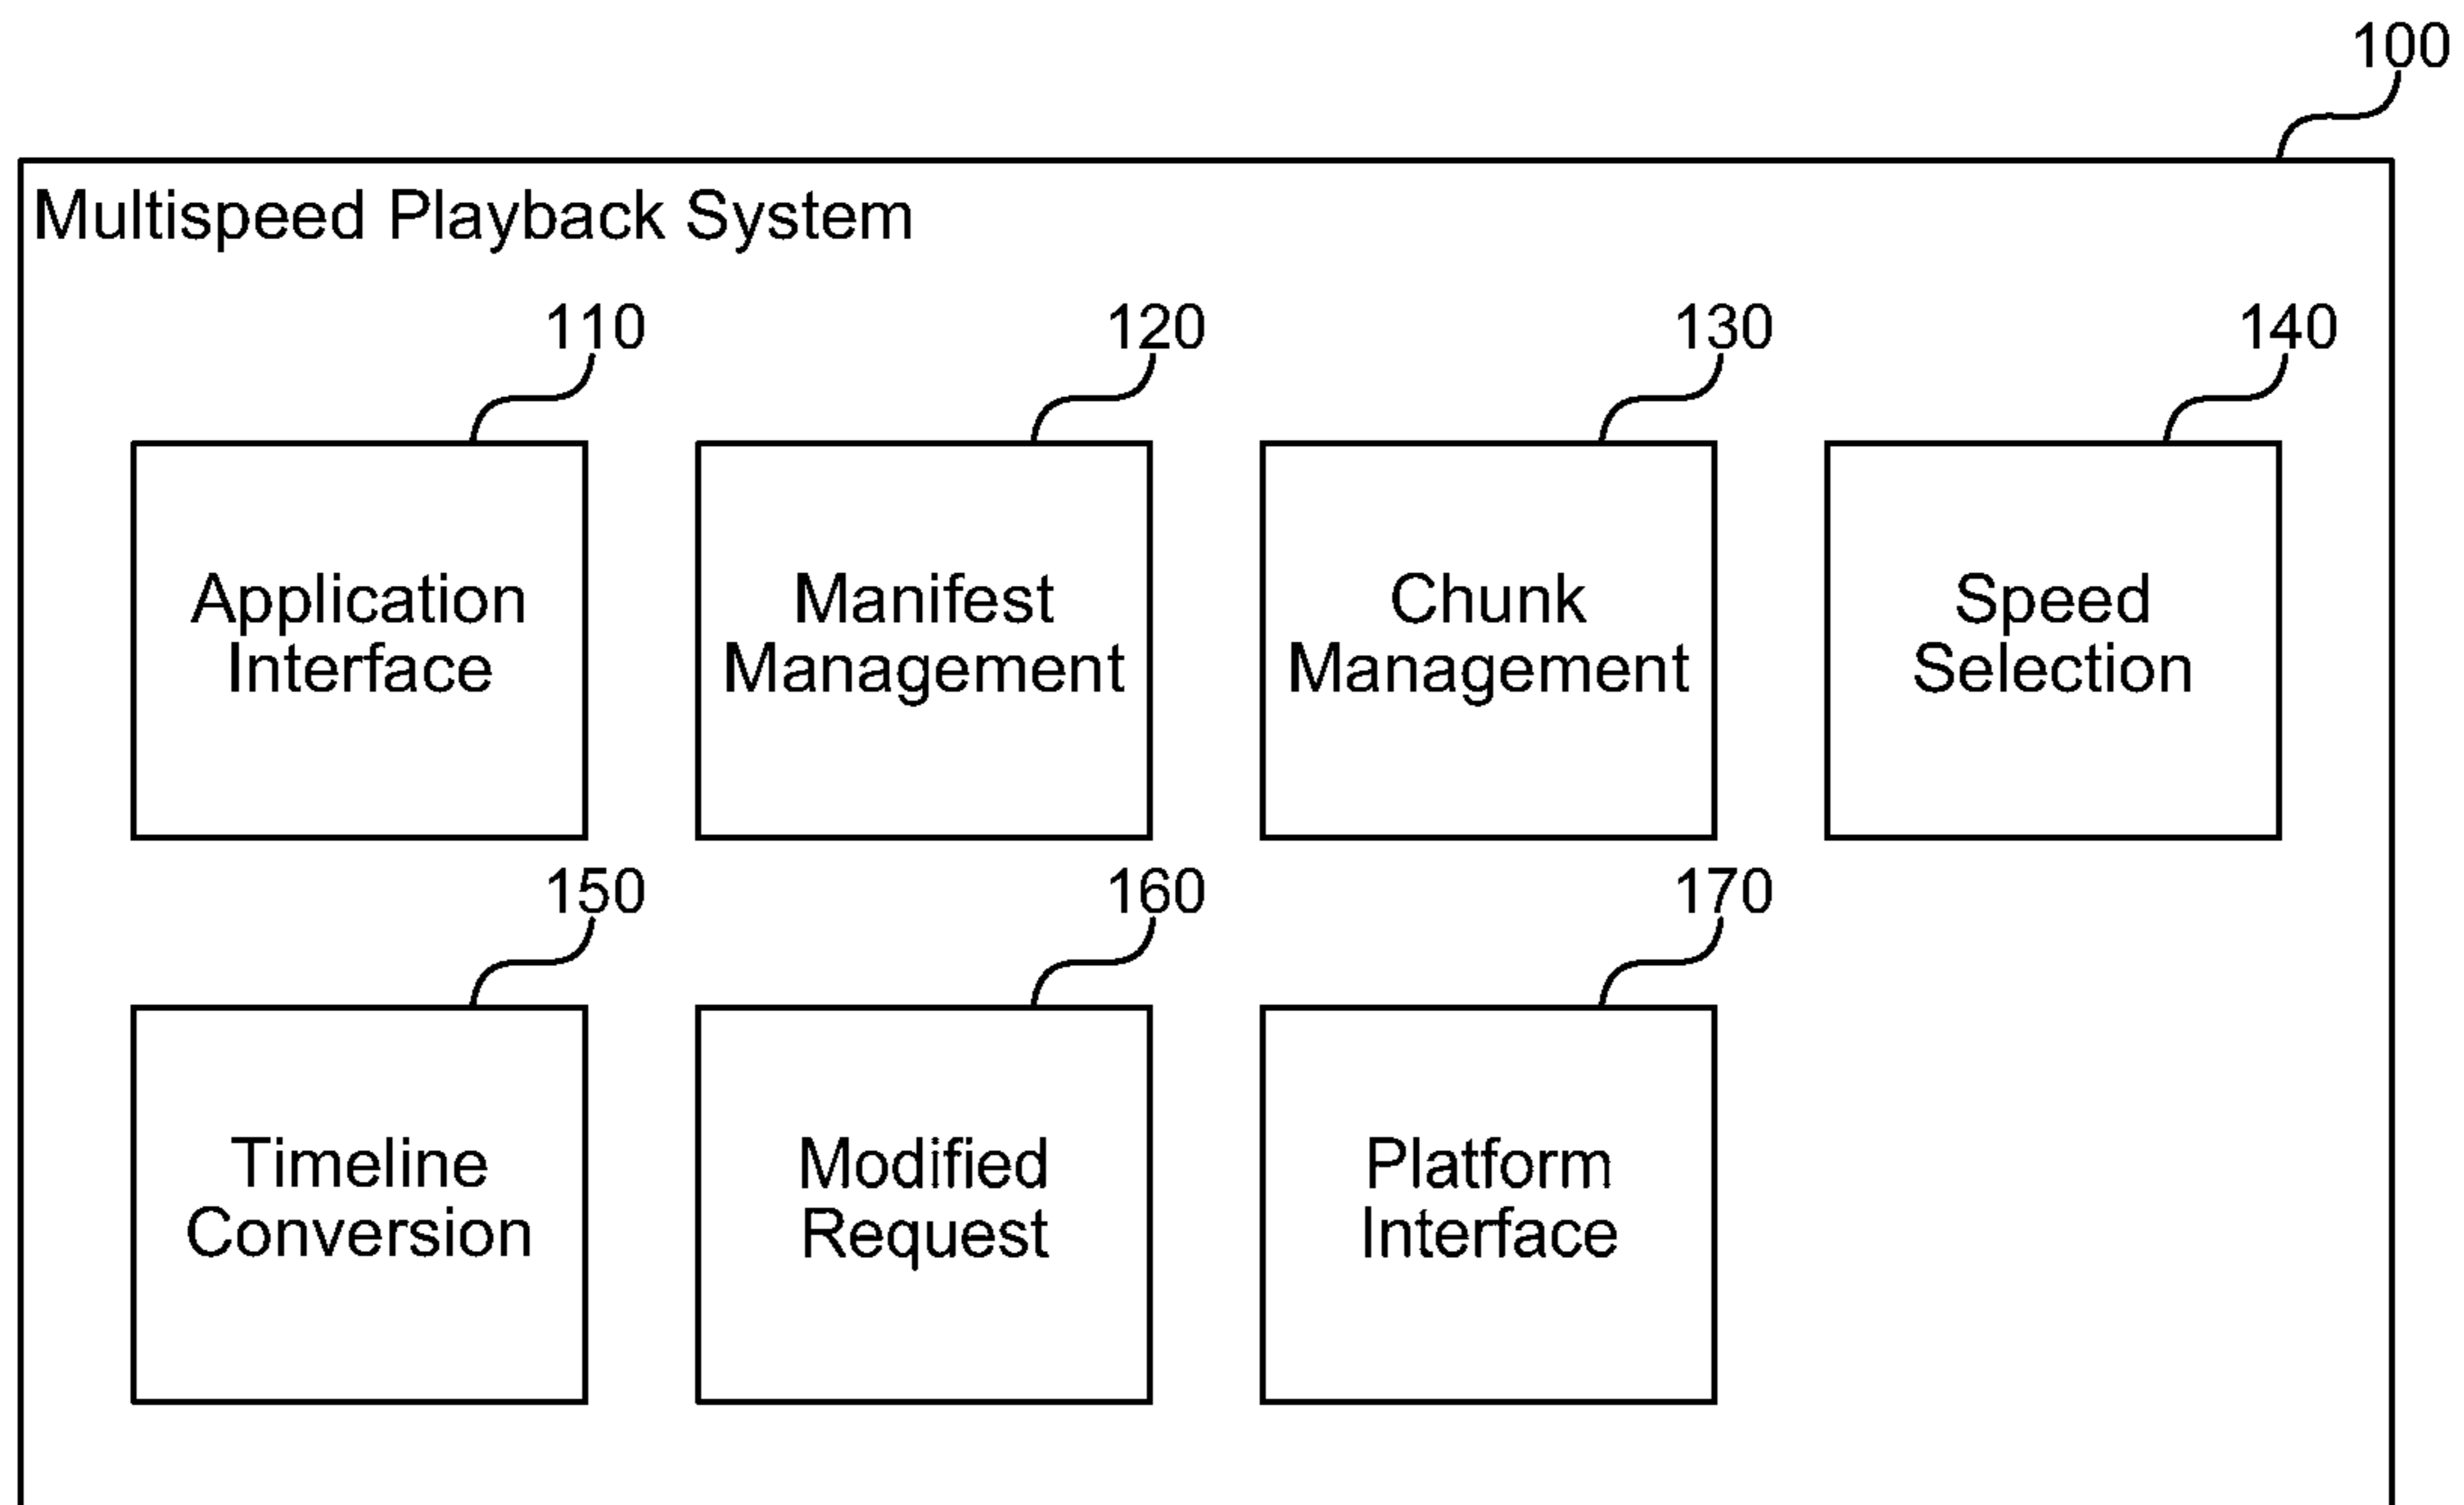 100
Multispeed Playback System
110
120
130
140
Application
Interface
Manifest
Management
Chunk
Management
Speed
Selection
150
160
170
Timeline
Conversion
Modified
Request
Platform
Interface